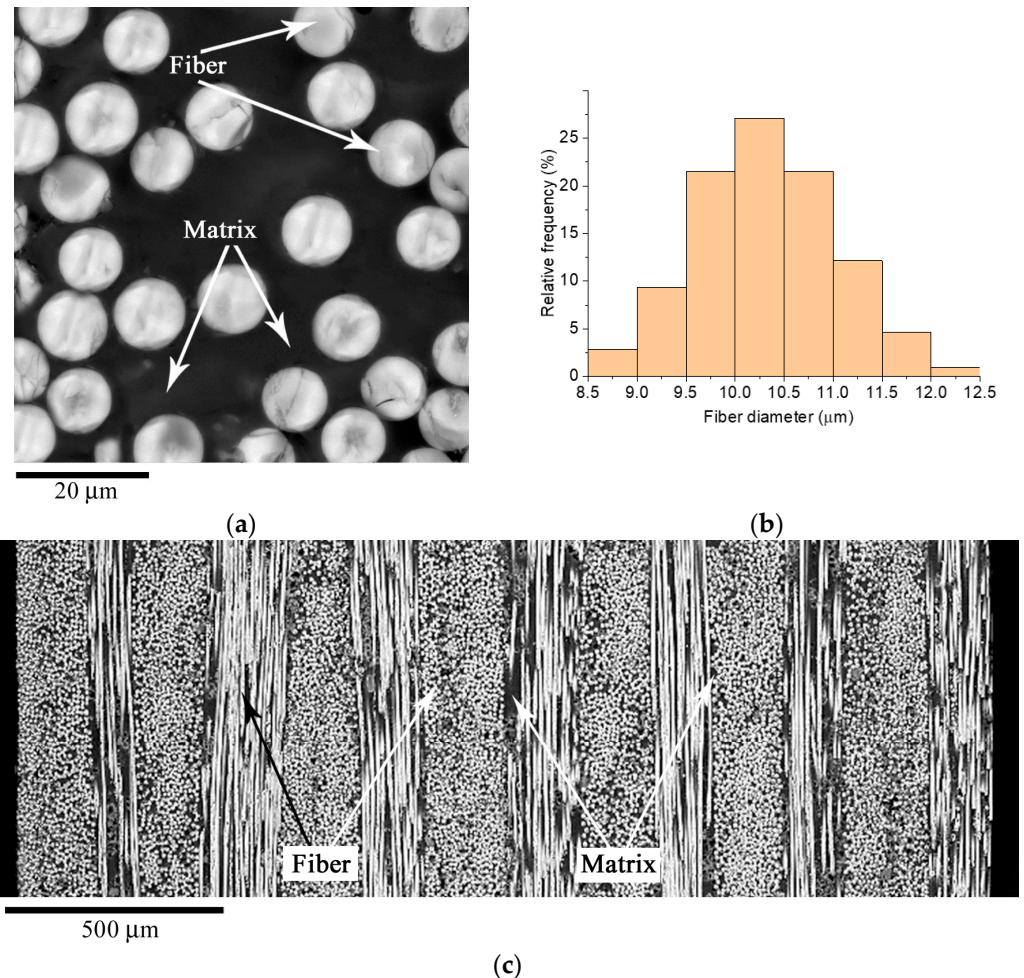 Fiber
Matrix
20 μm
(a)
Relative frequency (%)
25
20
15
10
5
0
8.5 9.0 9.5 10.0 10.5 11.0 11.5 12.0 12.5
Fiber diameter (μm)
(b)
Fiber
Matrix
500 μm
(c)